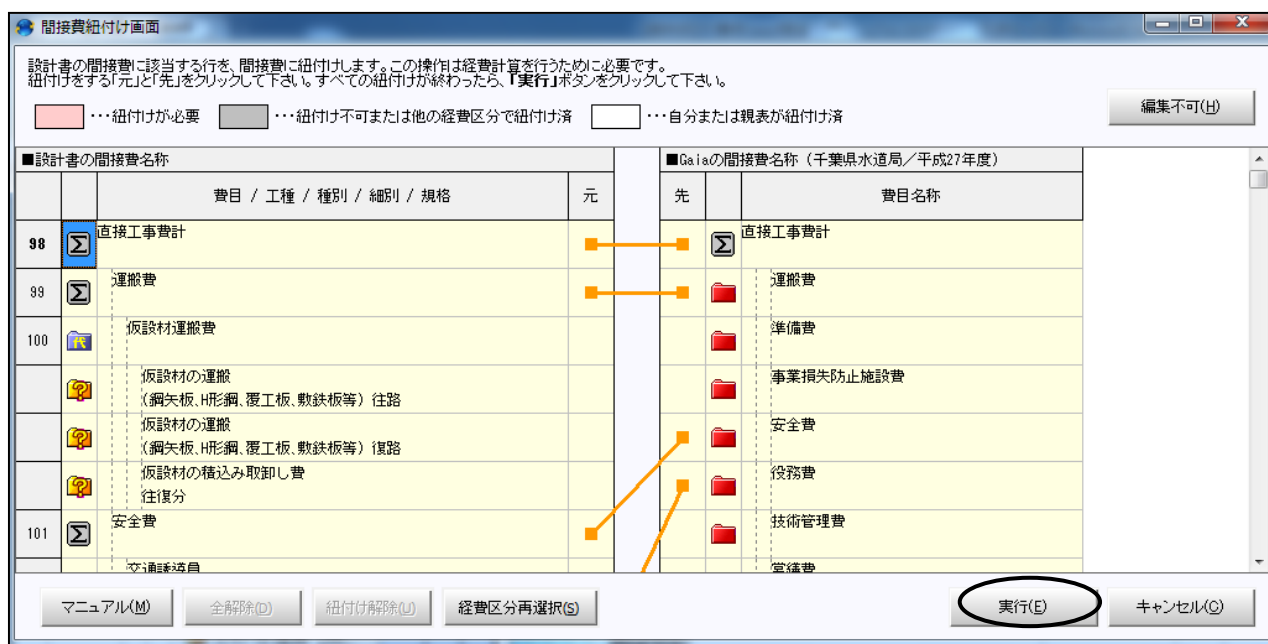 間接費紐付け画面
設計書の間接費に該当する行を、間接費に紐付けします。この操作は経費計算を行うために必要です。
紐付けをする「元」と「先」をクリックして下さい。すべての紐付けが終わったら、「実行」ボタンをクリックして下さい。
・・・紐付けが必要 ・・・紐付け不可または他の経費区分で紐付け済 ・・・自分または親表が紐付け済
編集不可(H)
■設計書の間接費名称
費目 / 工種 / 種別 / 細別 / 規格 元
98 直接工事費計
99 運搬費
100 仮設材運搬費
仮設材の運搬
(鋼矢板、H形鋼、覆工板、敷鉄板等) 往路
仮設材の運搬
(鋼矢板、H形鋼、覆工板、敷鉄板等) 復路
仮設材の積込み取卸し費
往復分
101 安全費
交通誘導員
■Gaiaの間接費名称（千葉県水道局／平成27年度）
先 費目名称
直接工事費計
運搬費
準備費
事業損失防止施設費
安全費
役務費
技術管理費
営繕費
マニュアル(M) 全解除(D) 紐付け解除(U) 経費区分再選択(S) 実行(E) キャンセル(C)